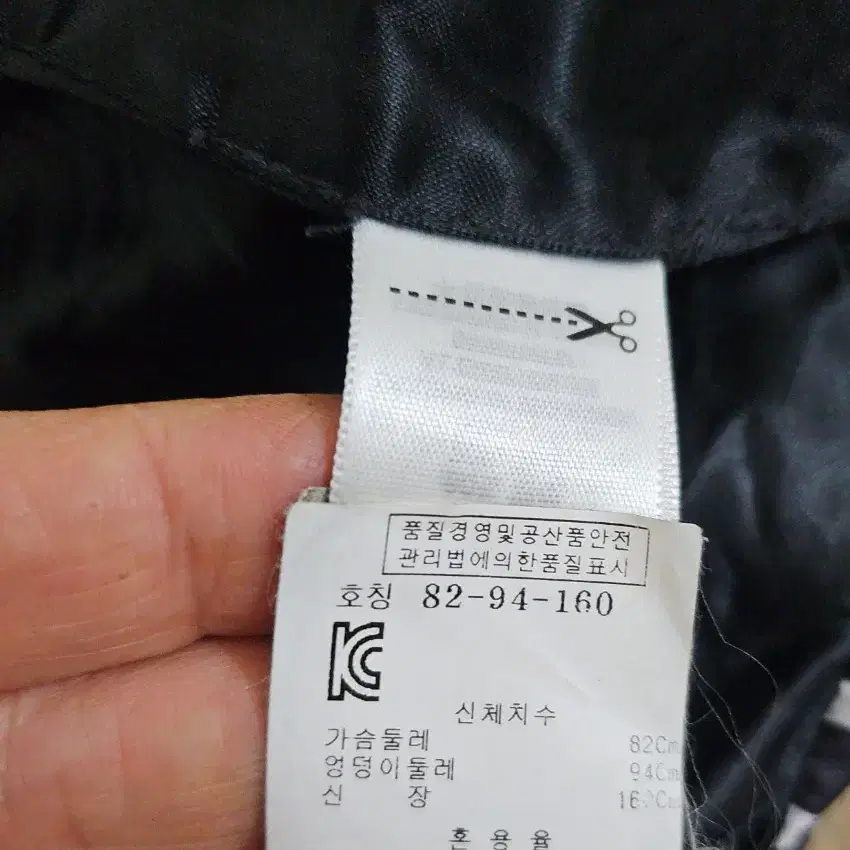 품질경영및공산품안전
관리법에의한품질표시
호칭 82-94-160
KC
신체치수
가슴둘레 82Cm
엉덩이둘레 94Cm
신 장 160Cm
혼 용 율